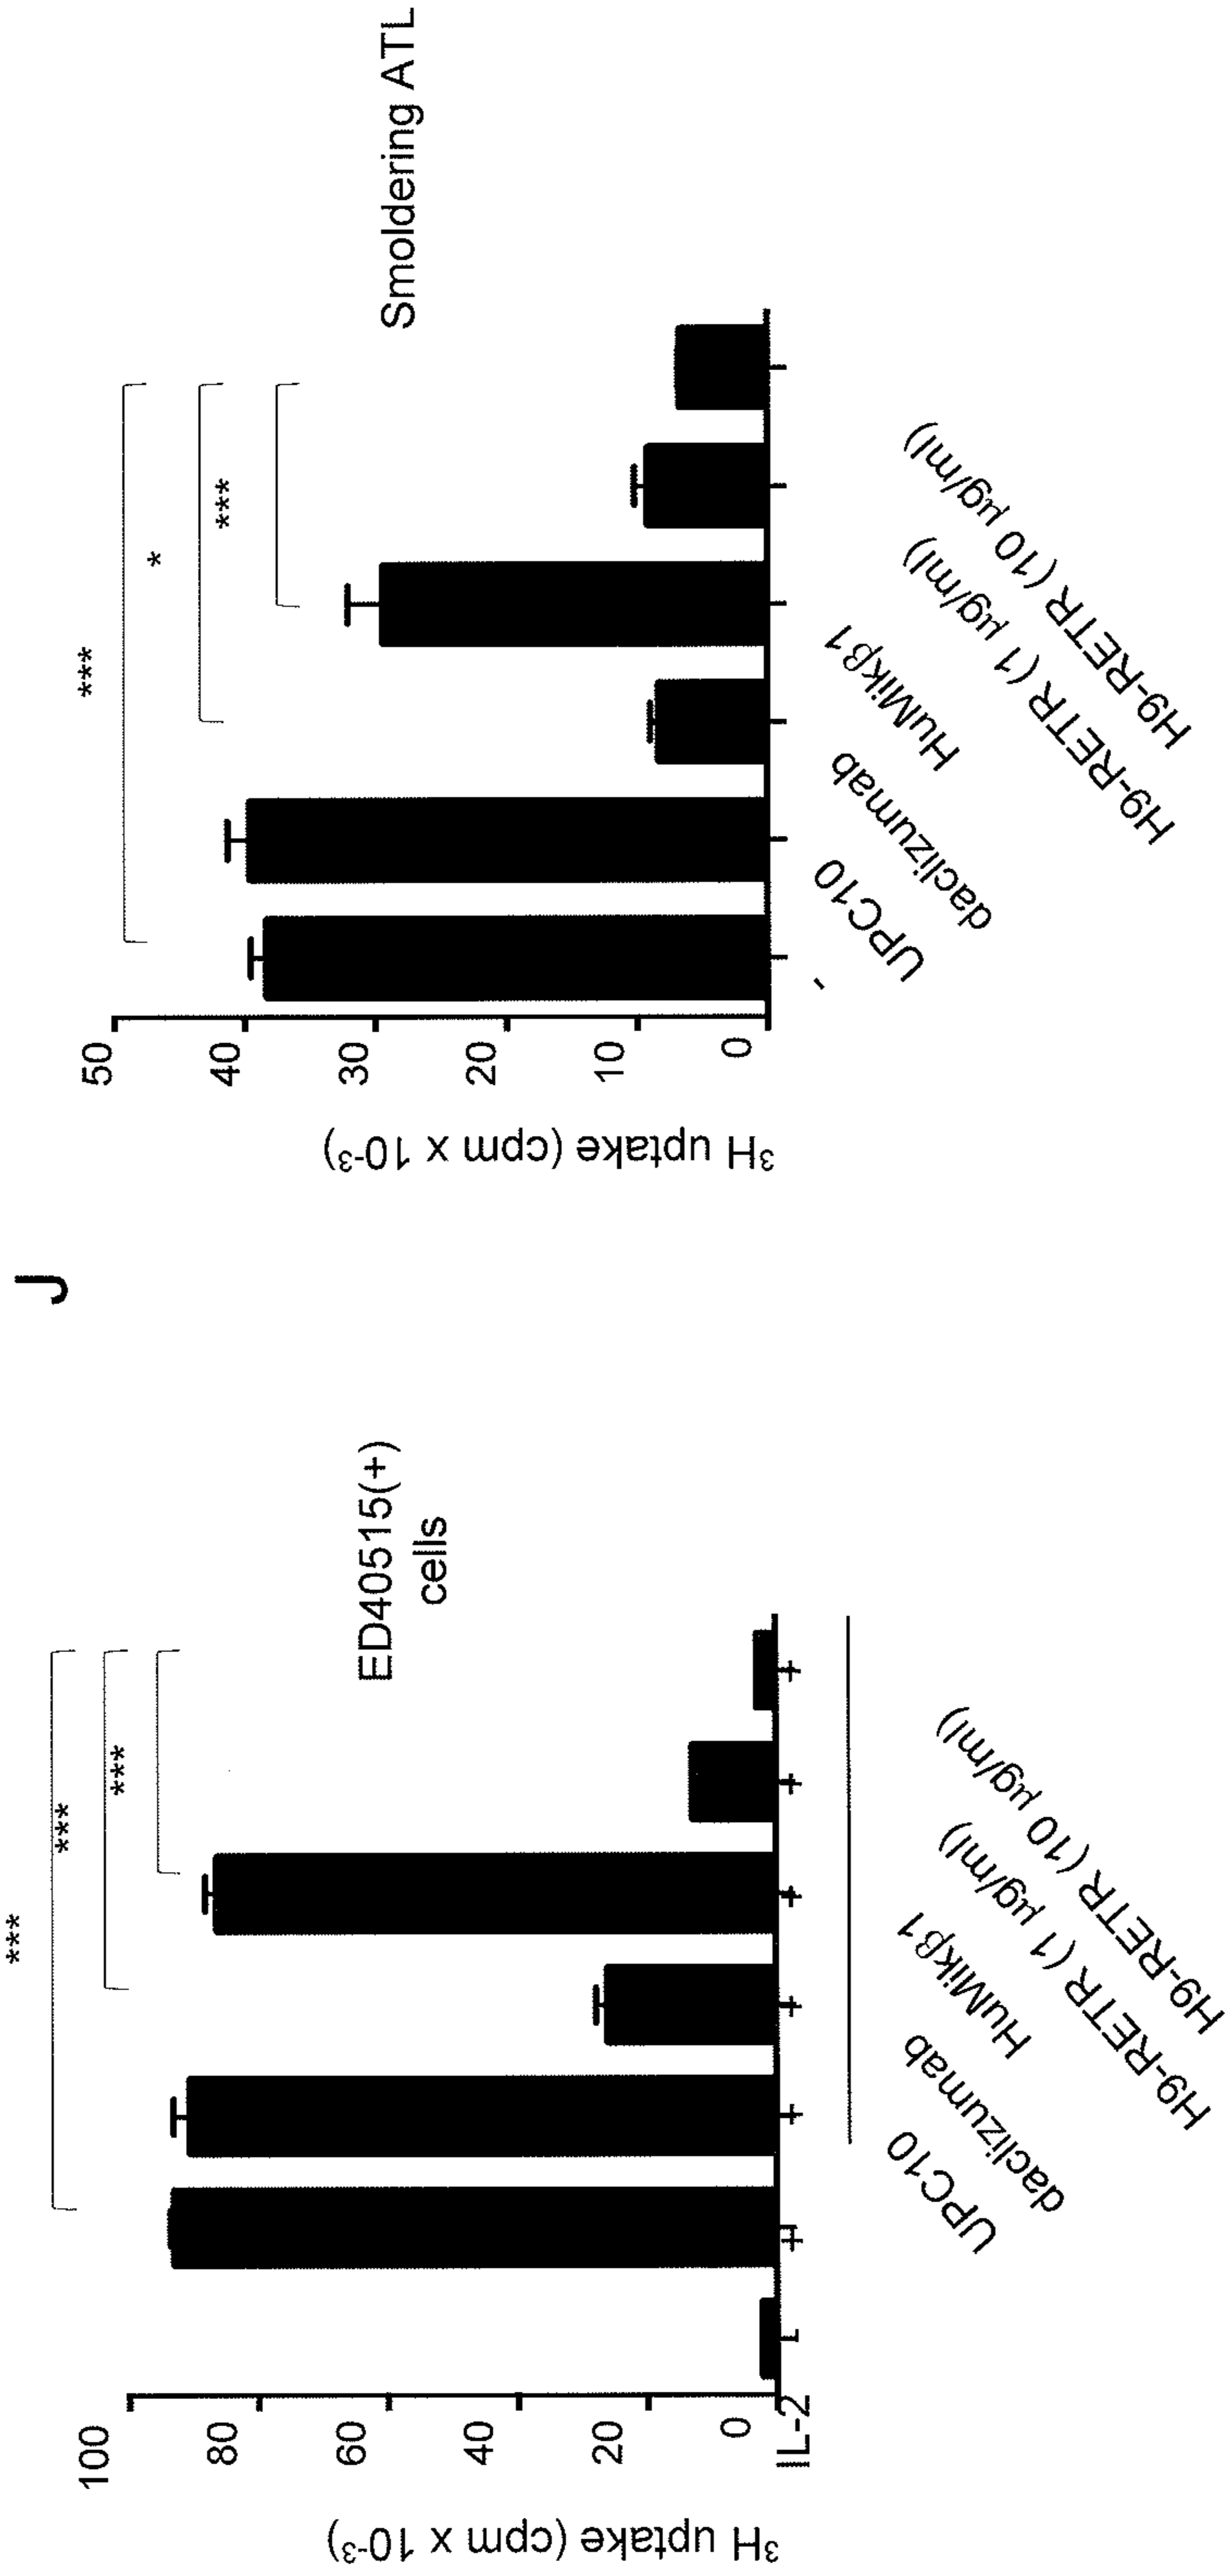 J
***
***
***
ED40515(+)
cells
100
80
60
40
20
0
³H uptake (cpm x 10⁻³)
IL-2
-
+
+
+
+
+
+
UPC10
daclizumab
HuMikβ1
H9-RETR (1 µg/ml)
H9-RETR (10 µg/ml)
***
*
***
Smoldering ATL
50
40
30
20
10
0
³H uptake (cpm x 10⁻³)
-
UPC10
daclizumab
HuMikβ1
H9-RETR (1 µg/ml)
H9-RETR (10 µg/ml)